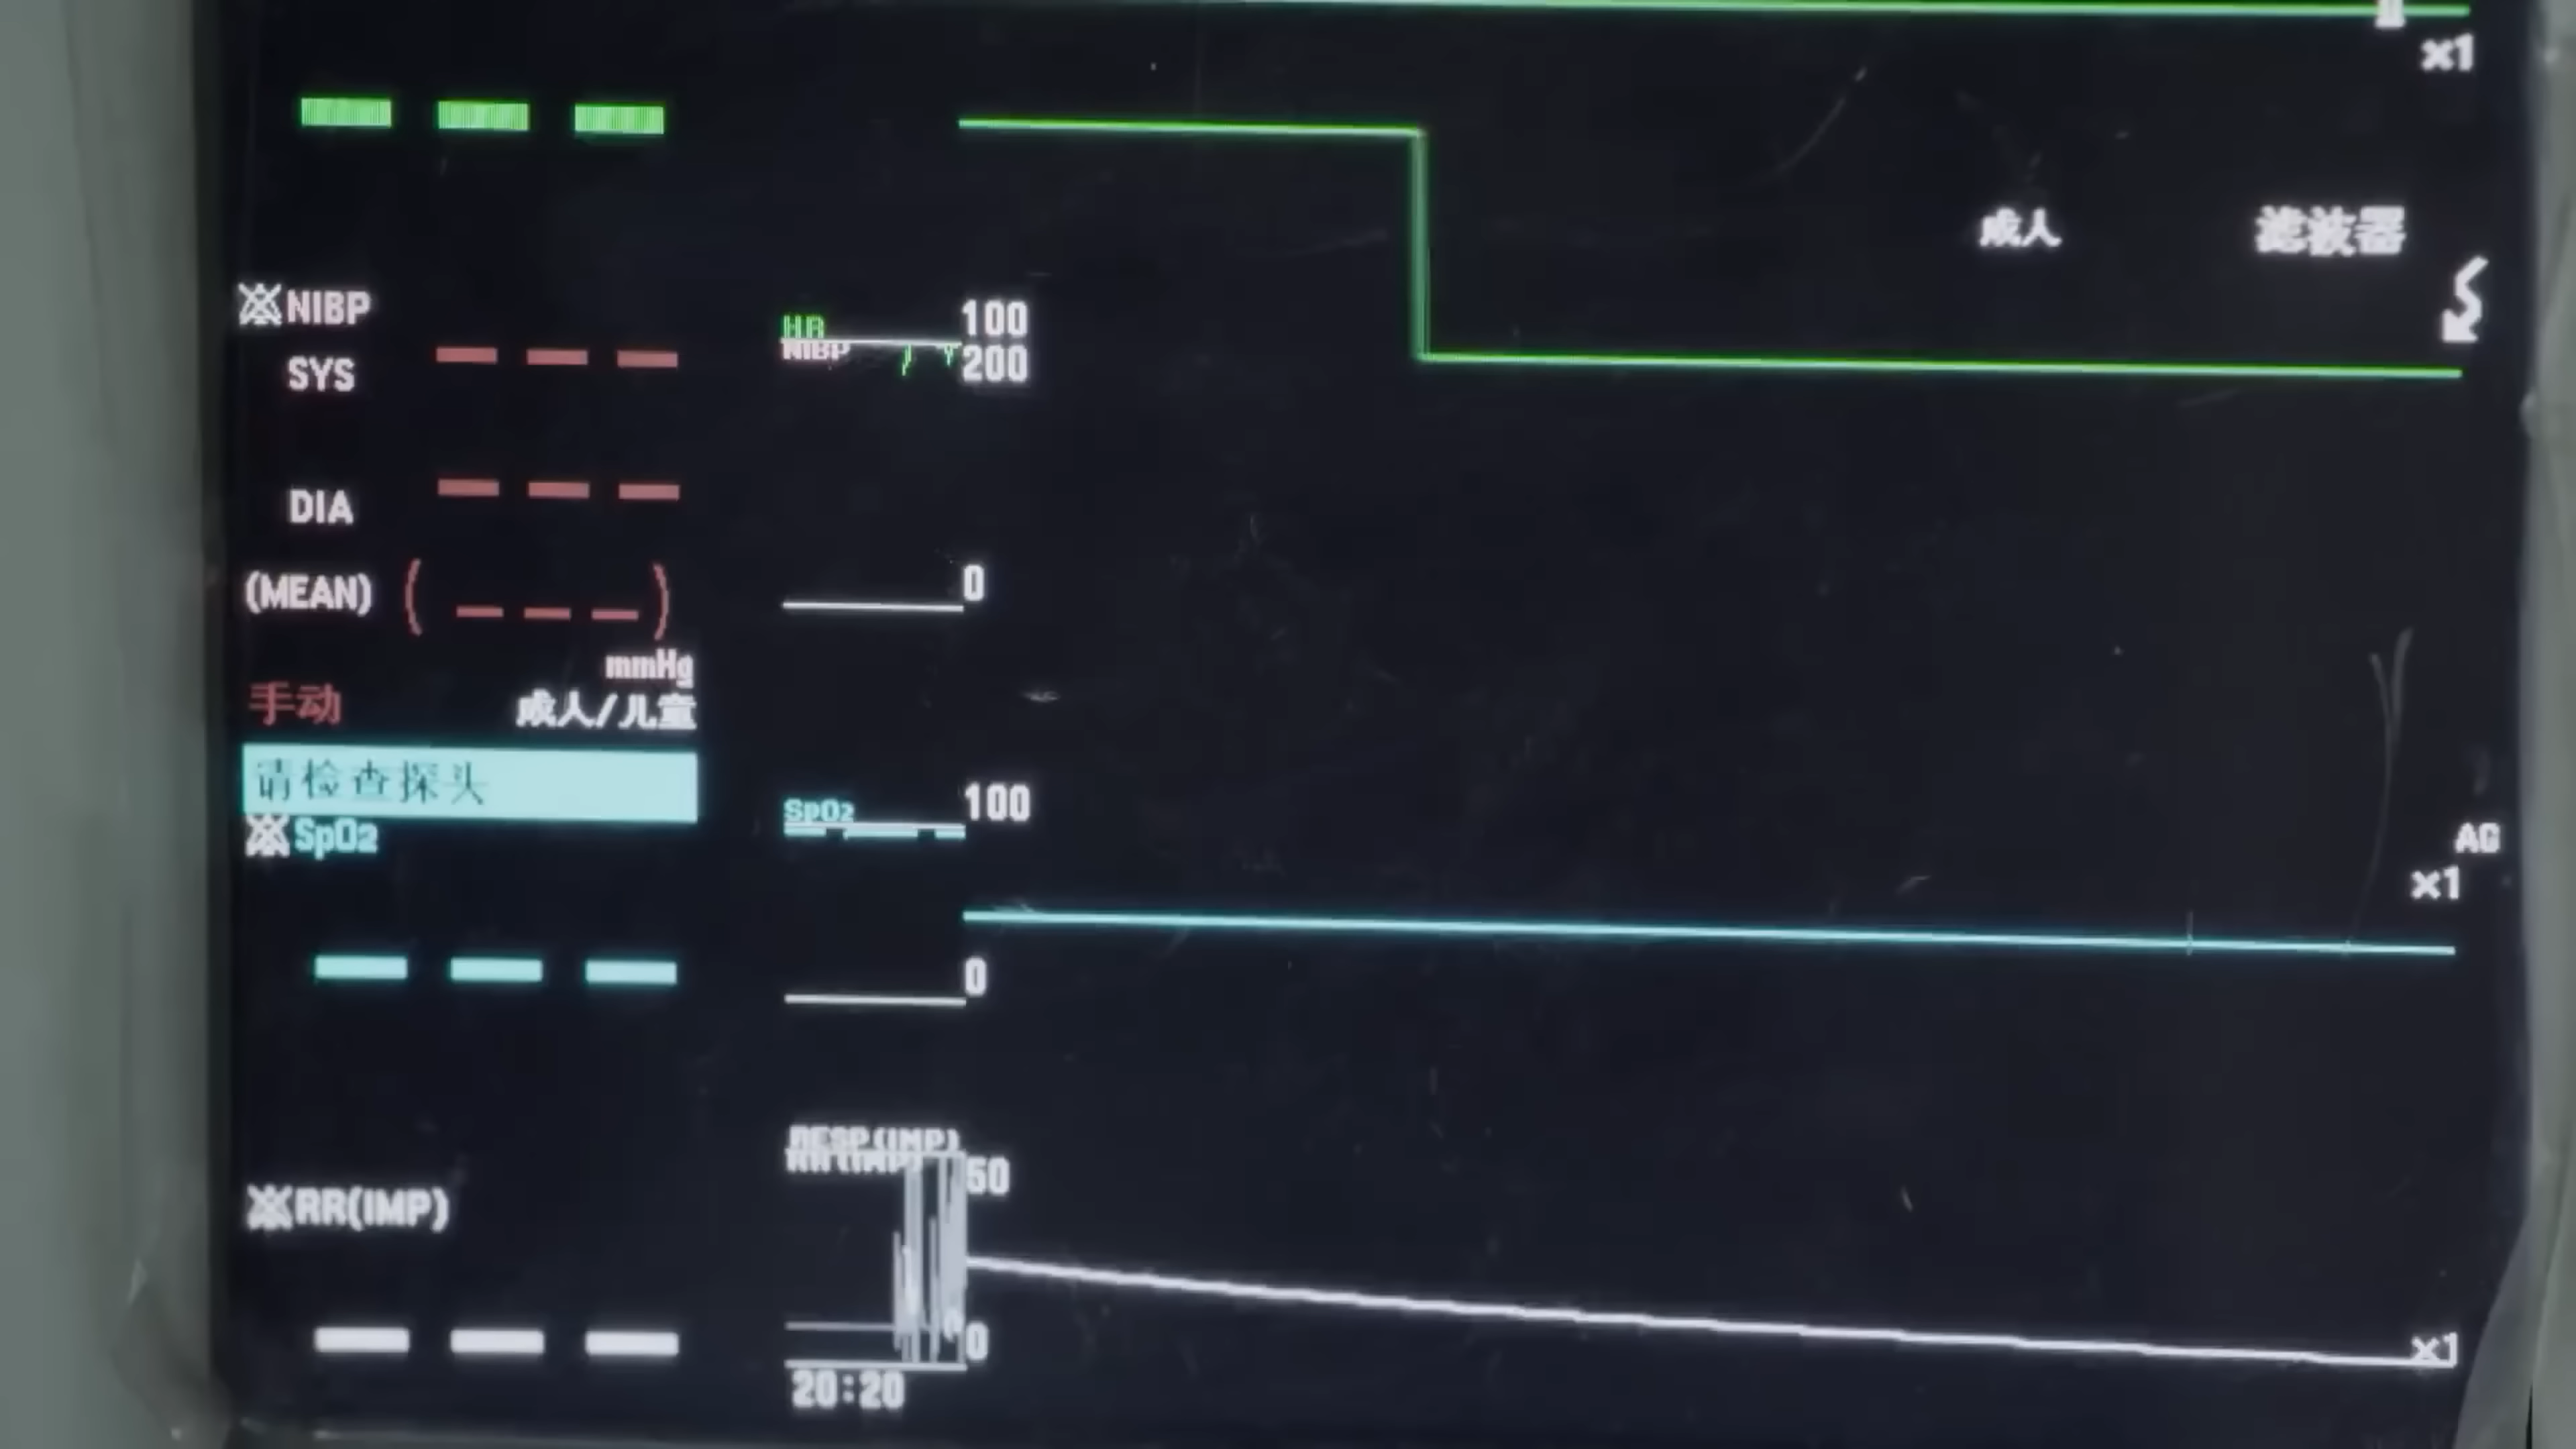 ×1
--- 
成人 滤波器
NIBP
HR 100
NIBP 200
SYS ---
DIA ---
(MEAN) (---)
0
mmHg
手动 成人/儿童
请检查探头
SpO2
SpO2 100
AG
×1
---
0
RESP(IMP)
RR(IMP) 50
RR(IMP)
---
0
×1
20:20